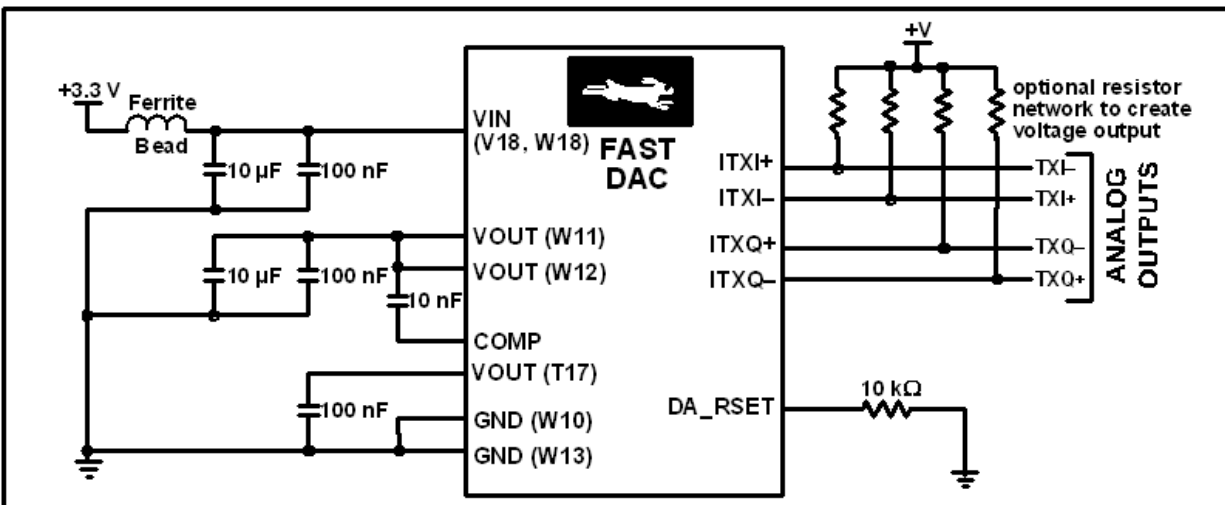 +3.3 V
Ferrite
Bead
10 µF
100 nF
VIN
(V18, W18)
FAST
DAC
+V
optional resistor
network to create
voltage output
ITXI+
TXI–
ITXI–
TXI+
ITXQ+
TXQ–
ITXQ–
TXQ+
ANALOG
OUTPUTS
10 µF
100 nF
VOUT (W11)
VOUT (W12)
10 nF
COMP
VOUT (T17)
100 nF
GND (W10)
GND (W13)
DA_RSET
10 kΩ